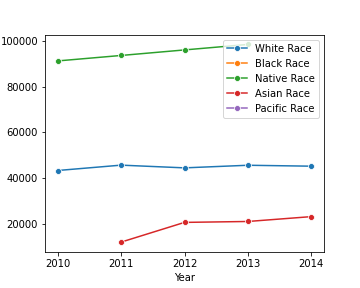 100000
80000
60000
40000
20000
White Race
Black Race
Native Race
Asian Race
Pacific Race
2010 2011 2012 2013 2014
Year